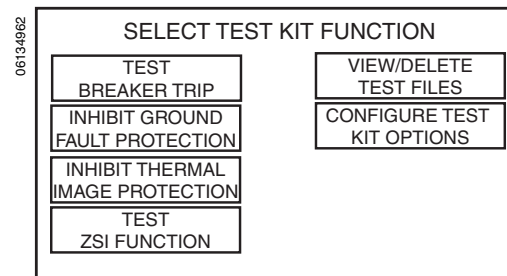 06134962
SELECT TEST KIT FUNCTION
TEST
BREAKER TRIP
INHIBIT GROUND
FAULT PROTECTION
INHIBIT THERMAL
IMAGE PROTECTION
TEST
ZSI FUNCTION
VIEW/DELETE
TEST FILES
CONFIGURE TEST
KIT OPTIONS